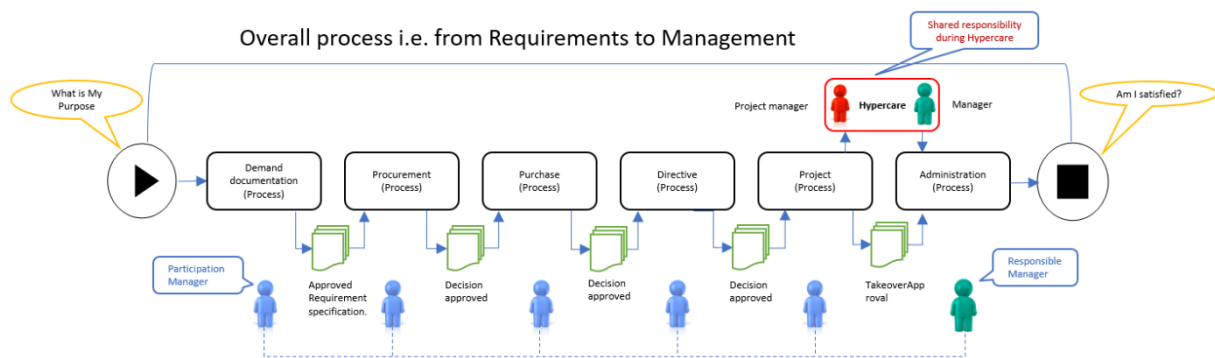 Overall process i.e. from Requirements to Management
Shared responsibility
during Hypercare
What is My
Purpose
Project manager
Hypercare
Manager
Am I satisfied?
Demand
documentation
(Process)
Procurement
(Process)
Purchase
(Process)
Directive
(Process)
Project
(Process)
Administration
(Process)
Participation
Manager
Approved
Requirement
specification.
Decision
approved
Decision
approved
Decision
approved
TakeoverApp
roval
Responsible
Manager